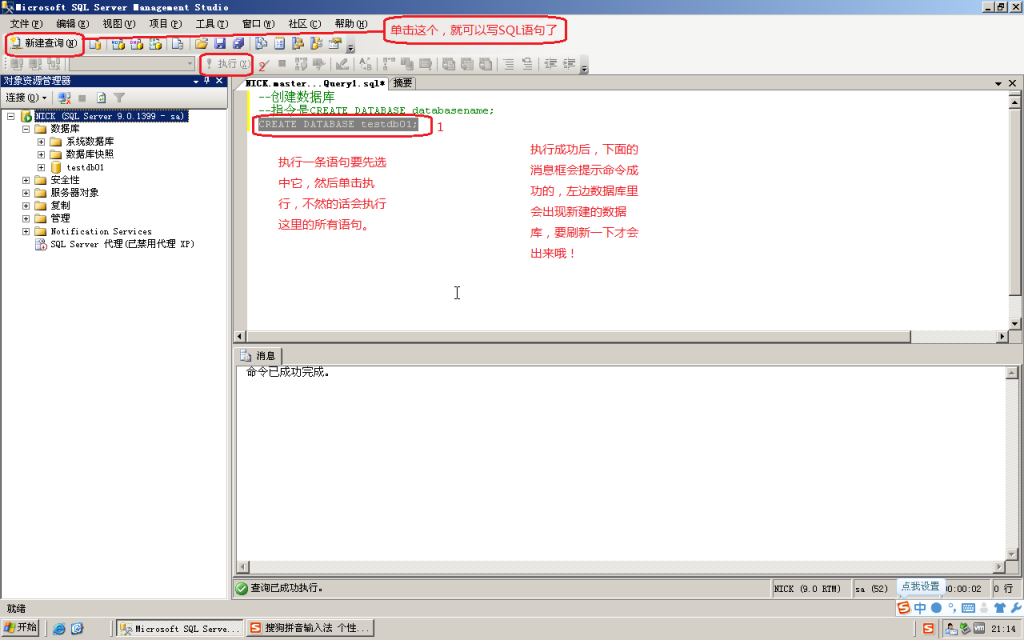 Microsoft SQL Server Management Studio
文件(F) 编辑(E) 视图(V) 项目(P) 工具(T) 窗口(W) 社区(C) 帮助(H)
单击这个，就可以写SQL语句了
新建查询(N)
执行(X) 2
对象资源管理器
连接(O)
NICK (SQL Server 9.0.1399 - sa)
数据库
系统数据库
数据库快照
testdb01
安全性
服务器对象
复制
管理
Notification Services
SQL Server 代理(已禁用代理 XP)
NICK.master...Query1.sql* 摘要
--创建数据库
--指令是CREATE DATABASE databasename;
CREATE DATABASE testdb01; 1
执行一条语句要先选
中它，然后单击执
行，不然的话会执行
这里的所有语句。
执行成功后，下面的
消息框会提示命令成
功的，左边数据库里
会出现新建的数据
库，要刷新一下才会
出来哦！
消息
命令已成功完成。
查询已成功执行。 NICK (9.0 RTM) sa (52) 点我设置 00:00:02 0 行
就绪 中
开始 Microsoft SQL Serve... 搜狗拼音输入法 个性... 21:14